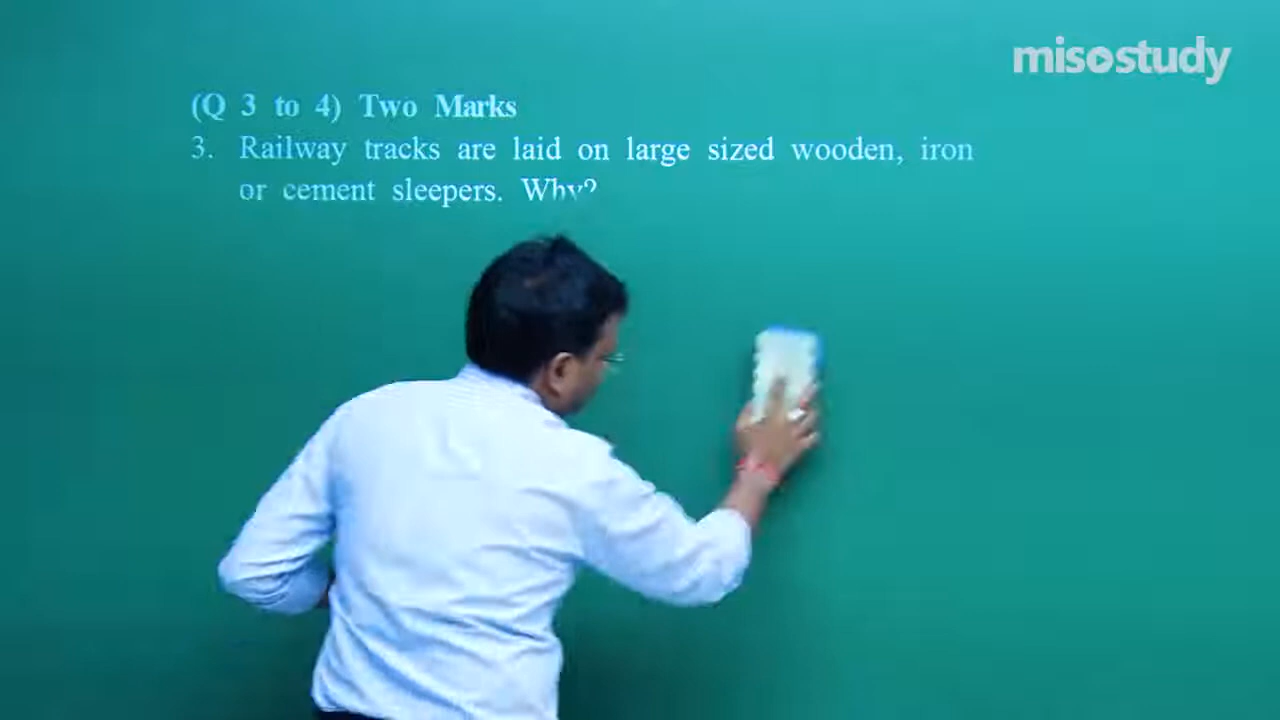 misostudy
(Q 3 to 4) Two Marks
3. Railway tracks are laid on large sized wooden, iron
or cement sleepers. Why?